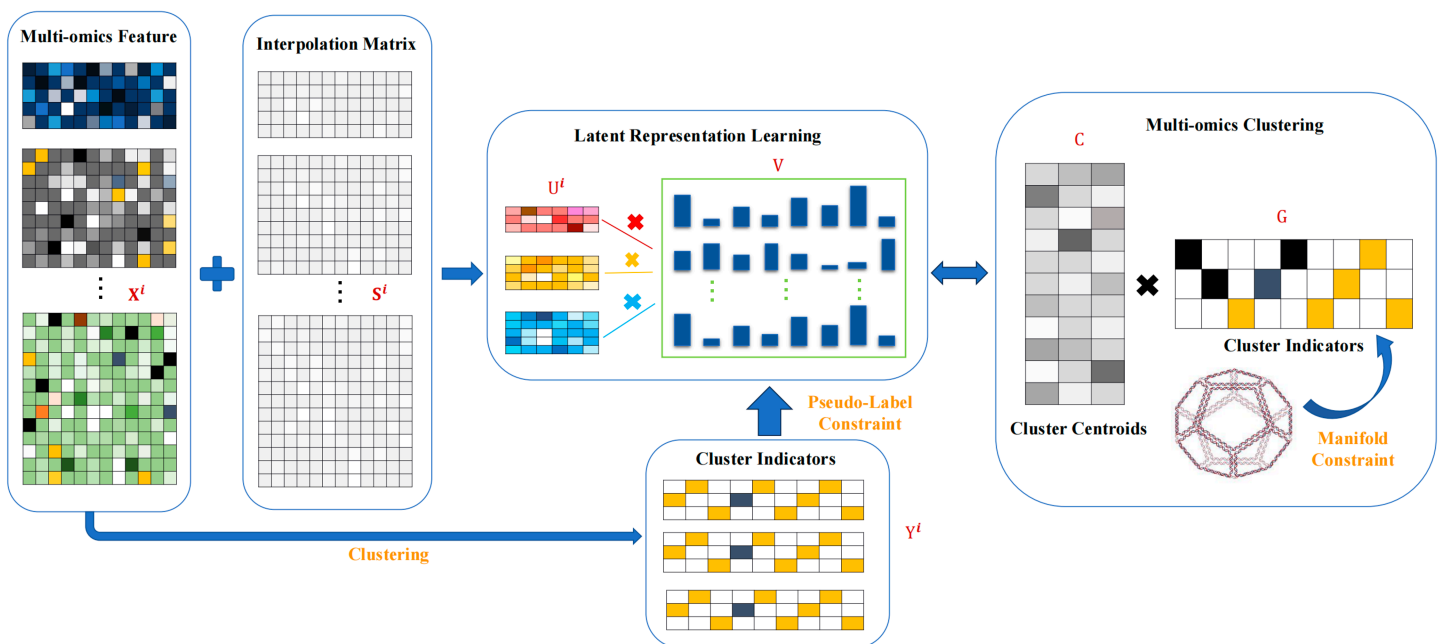 Multi-omics Feature
Xⁱ
Interpolation Matrix
Sⁱ
Latent Representation Learning
Uⁱ
V
Multi-omics Clustering
C
G
Cluster Indicators
Cluster Centroids
Manifold
Constraint
Pseudo-Label
Constraint
Cluster Indicators
Yⁱ
Clustering